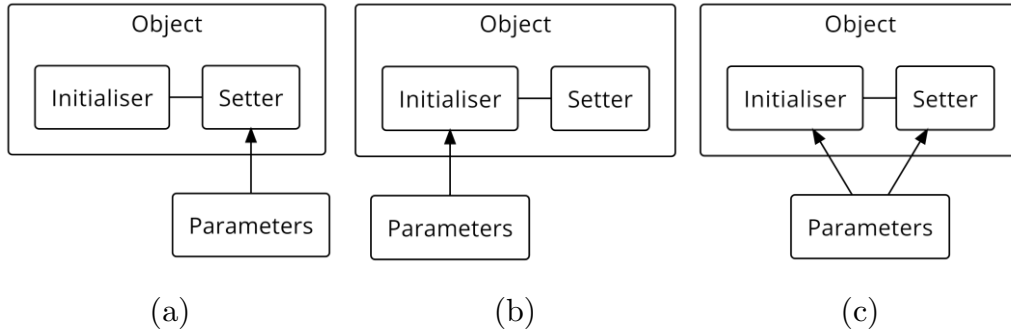 Object
Initialiser
Setter
Parameters
(a)
Object
Initialiser
Setter
Parameters
(b)
Object
Initialiser
Setter
Parameters
(c)